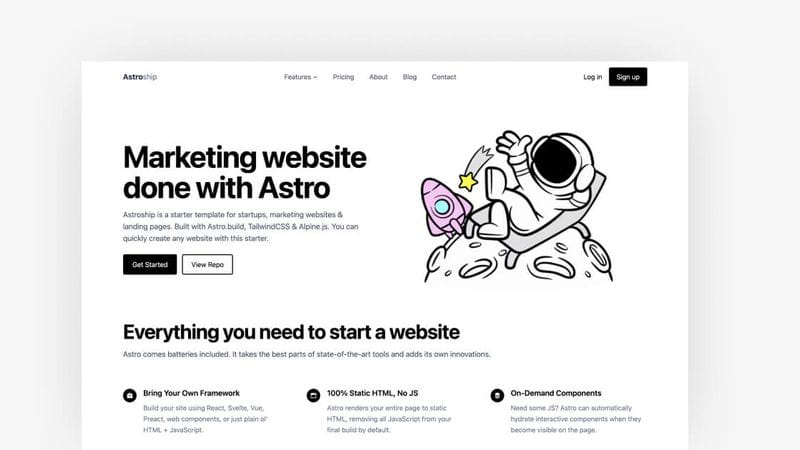 Astroship
Features
Pricing
About
Blog
Contact
Log in
Sign up
Marketing website
done with Astro
Astroship is a starter template for startups, marketing websites &
landing pages. Built with Astro.build, TailwindCSS & Alpine.js. You can
quickly create any website with this starter.
Get Started
View Repo
Everything you need to start a website
Astro comes batteries included. It takes the best parts of state-of-the-art tools and adds its own innovations.
Bring Your Own Framework
Build your site using React, Svelte, Vue,
Preact, web components, or just plain ol'
HTML + JavaScript.
100% Static HTML, No JS
Astro renders your entire page to static
HTML, removing all JavaScript from your
final build by default.
On-Demand Components
Need some JS? Astro can automatically
hydrate interactive components when they
become visible on the page.